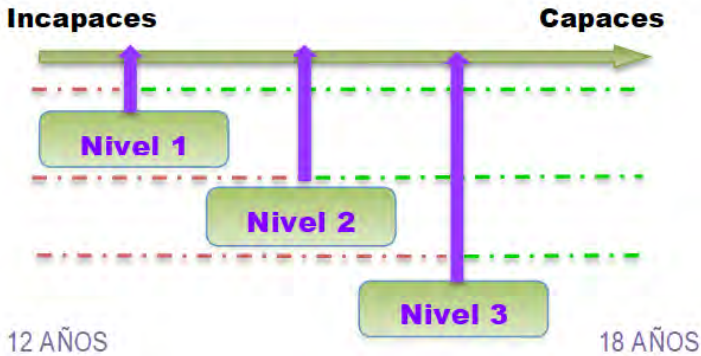 Incapaces Capaces
Nivel 1
Nivel 2
Nivel 3
12 AÑOS 18 AÑOS